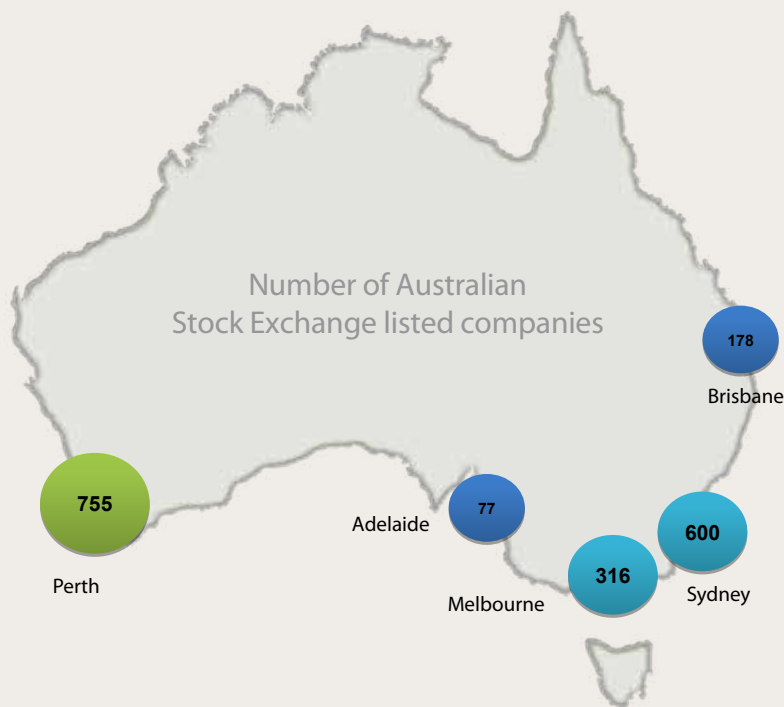 Number of Australian
Stock Exchange listed companies
178
Brisbane
755
Perth
Adelaide
77
Melbourne
316
600
Sydney